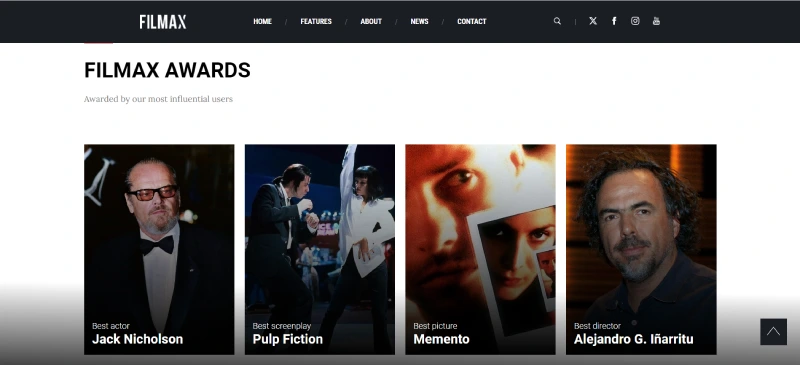 FILMAX
HOME / FEATURES / ABOUT / NEWS / CONTACT
FILMAX AWARDS
Awarded by our most influential users
Best actor
Jack Nicholson
Best screenplay
Pulp Fiction
Best picture
Memento
Best director
Alejandro G. Iñarritu